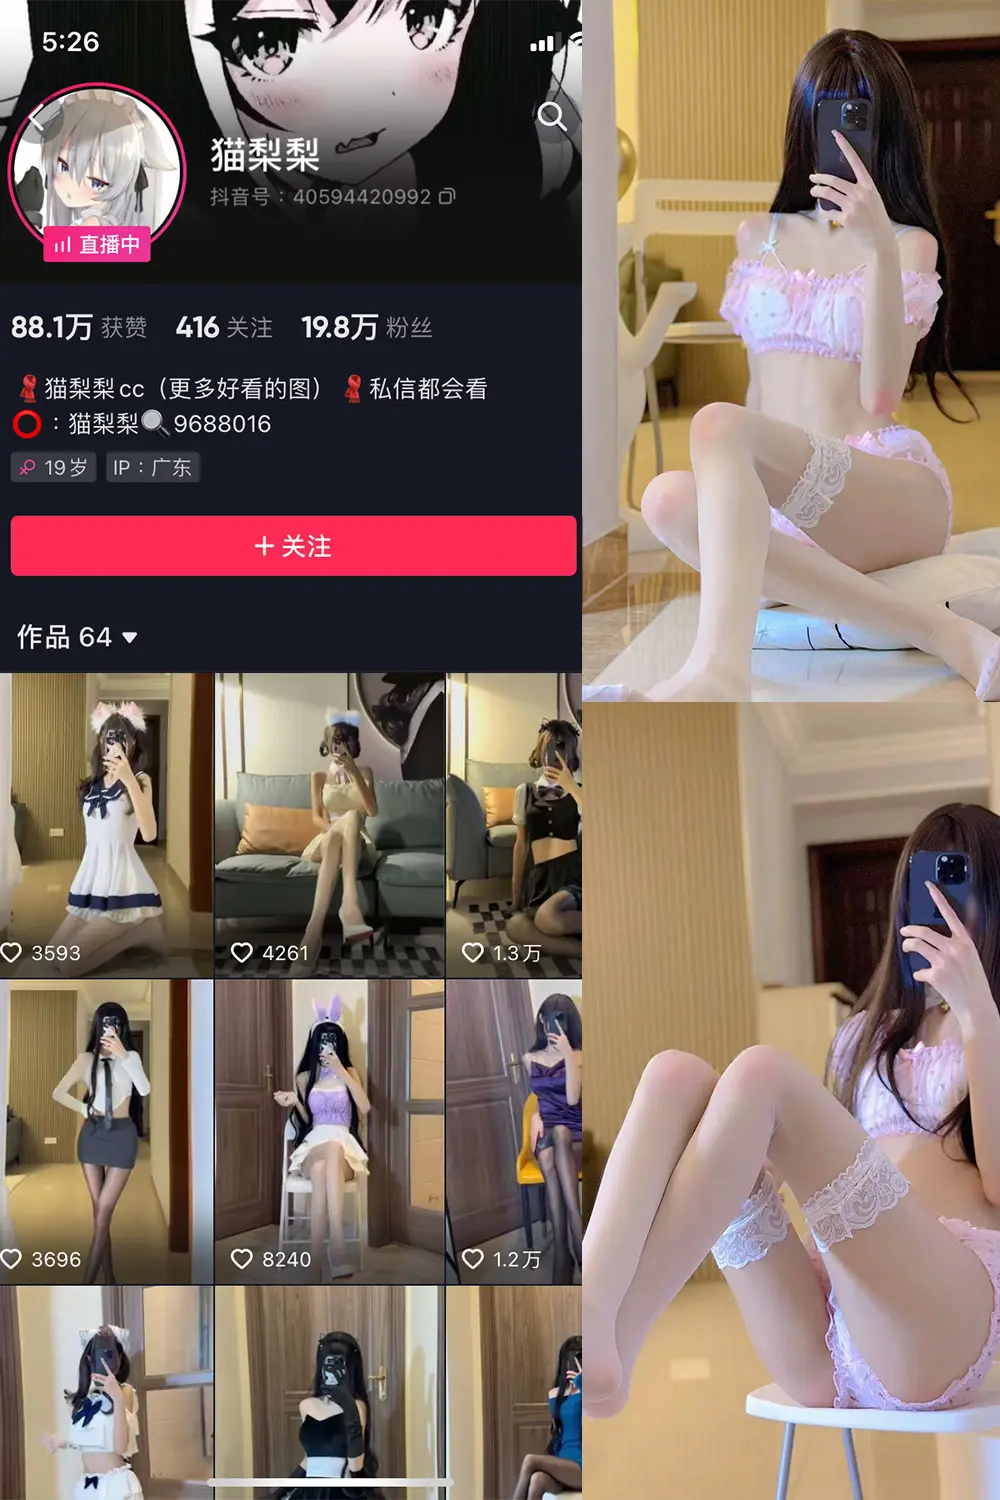 5:26
猫梨梨
抖音号：40594420992
直播中
88.1万 获赞 416 关注 19.8万 粉丝
猫梨梨cc（更多好看的图） 私信都会看
：猫梨梨 9688016
19岁 IP：广东
+ 关注
作品 64
3593 4261 1.3万
3696 8240 1.2万